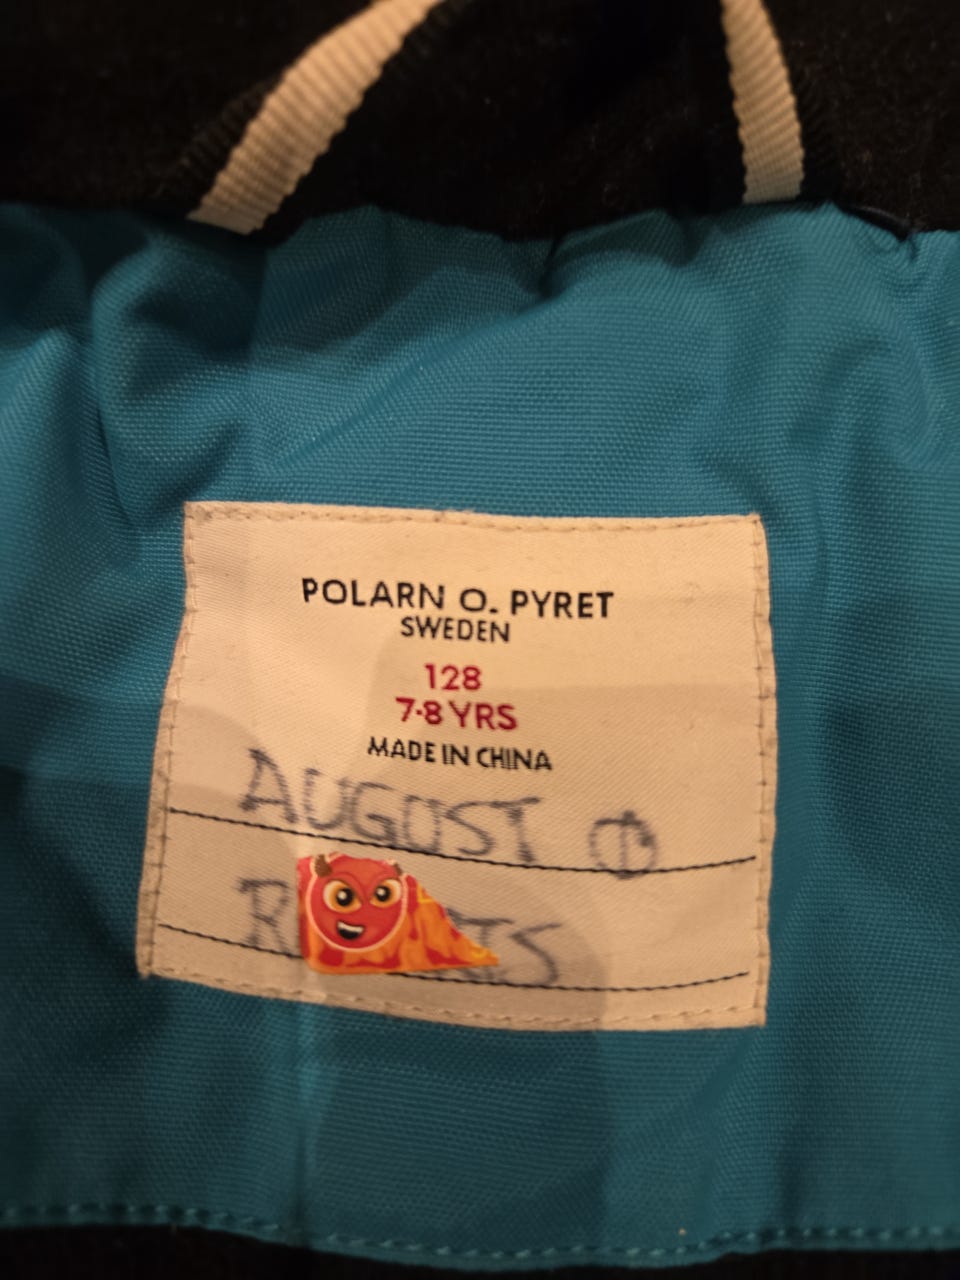 POLARN O. PYRET
SWEDEN
128
7-8 YRS
MADE IN CHINA
AUGUST